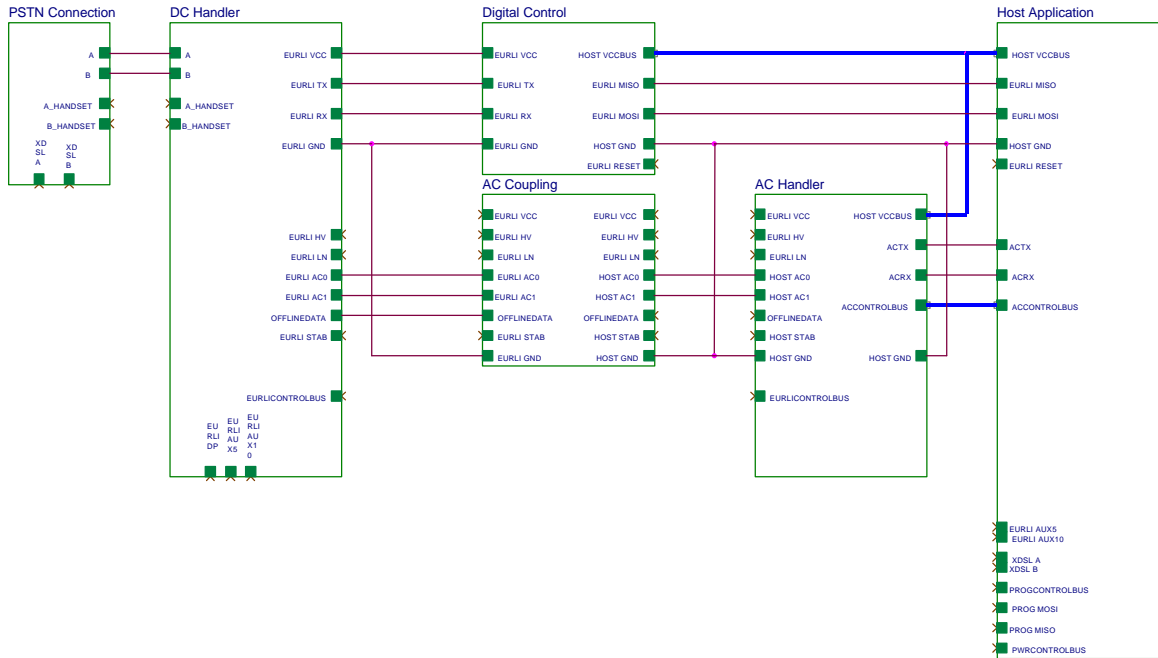 PSTN Connection
A
B
A_HANDSET
B_HANDSET
XD
SL
A
XD
SL
B
DC Handler
A
B
A_HANDSET
B_HANDSET
EURLI VCC
EURLI TX
EURLI RX
EURLI GND
EURLI HV
EURLI LN
EURLI AC0
EURLI AC1
OFFLINEDATA
EURLI STAB
EURLICONTROLBUS
EU
RLI
DP
EU
RLI
AU
X5
EU
RLI
AU
X1
0
Digital Control
EURLI VCC
EURLI TX
EURLI RX
EURLI GND
HOST VCCBUS
EURLI MISO
EURLI MOSI
HOST GND
EURLI RESET
AC Coupling
EURLI VCC
EURLI HV
EURLI LN
EURLI AC0
EURLI AC1
OFFLINEDATA
EURLI STAB
EURLI GND
EURLI VCC
EURLI HV
EURLI LN
HOST AC0
HOST AC1
OFFLINEDATA
HOST STAB
HOST GND
AC Handler
EURLI VCC
EURLI HV
EURLI LN
HOST AC0
HOST AC1
OFFLINEDATA
HOST STAB
HOST GND
EURLICONTROLBUS
HOST VCCBUS
ACTX
ACRX
ACCONTROLBUS
HOST GND
Host Application
HOST VCCBUS
EURLI MISO
EURLI MOSI
HOST GND
EURLI RESET
ACTX
ACRX
ACCONTROLBUS
EURLI AUX5
EURLI AUX10
XDSL A
XDSL B
PROGCONTROLBUS
PROG MOSI
PROG MISO
PWRCONTROLBUS